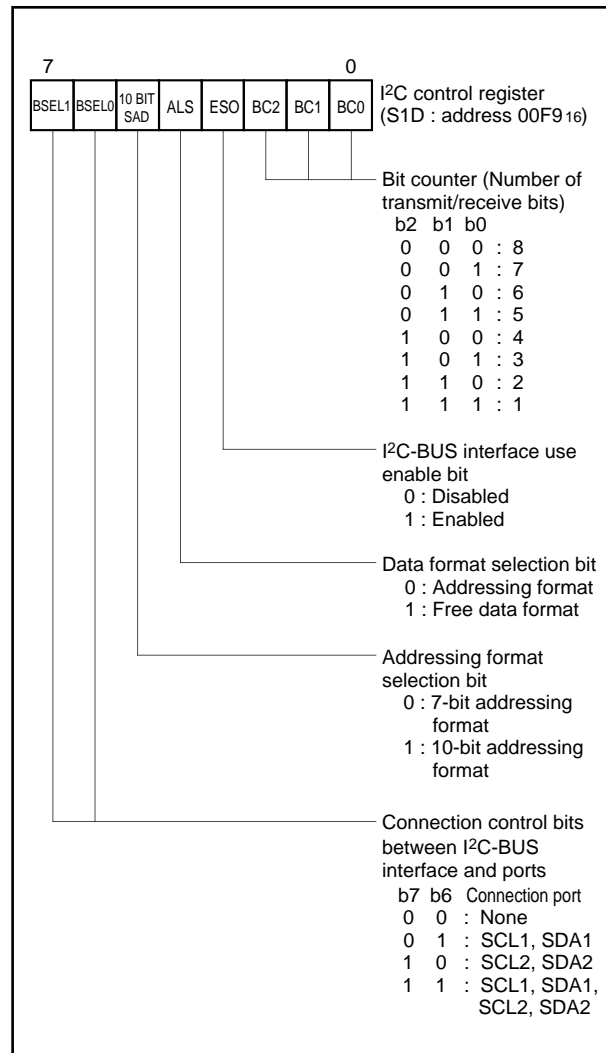 7 0
BSEL1 BSEL0 10 BIT SAD ALS ESO BC2 BC1 BC0
I2C control register
(S1D : address 00F916)
Bit counter (Number of
transmit/receive bits)
b2 b1 b0
0 0 0 : 8
0 0 1 : 7
0 1 0 : 6
0 1 1 : 5
1 0 0 : 4
1 0 1 : 3
1 1 0 : 2
1 1 1 : 1
I2C-BUS interface use
enable bit
0 : Disabled
1 : Enabled
Data format selection bit
0 : Addressing format
1 : Free data format
Addressing format
selection bit
0 : 7-bit addressing
format
1 : 10-bit addressing
format
Connection control bits
between I2C-BUS
interface and ports
b7 b6 Connection port
0 0 : None
0 1 : SCL1, SDA1
1 0 : SCL2, SDA2
1 1 : SCL1, SDA1,
SCL2, SDA2